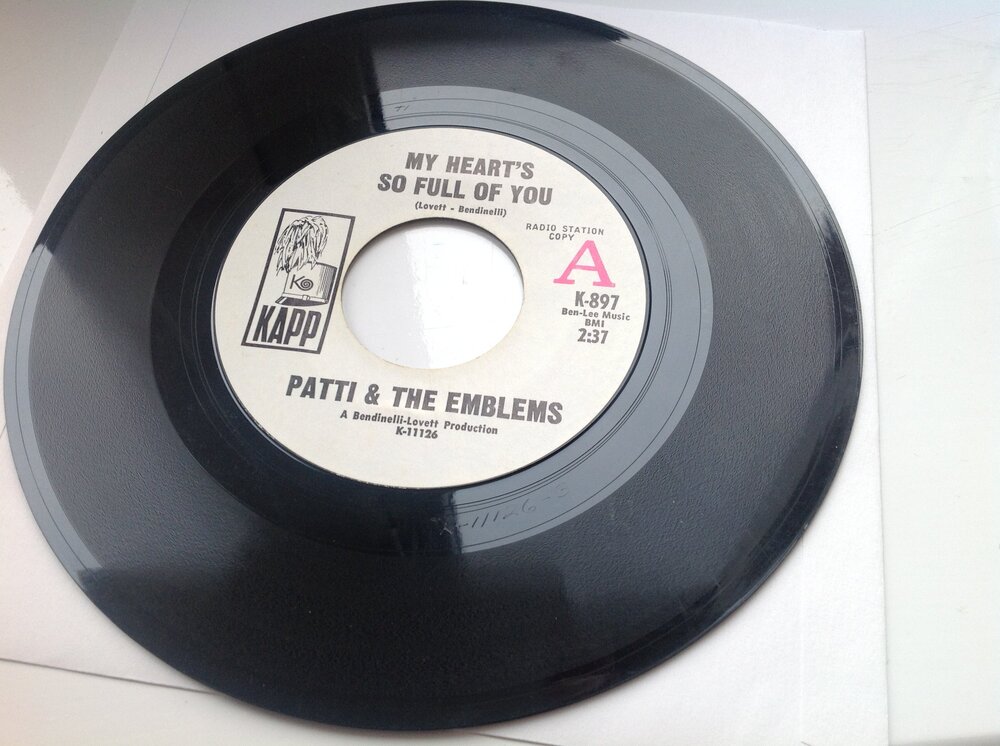 MY HEART'S
SO FULL OF YOU
(Lovett - Bendinelli)
RADIO STATION
COPY
A
K-897
Ben-Lee Music
BMI
2:37
K
KAPP
PATTI & THE EMBLEMS
A Bendinelli-Lovett Production
K-11126